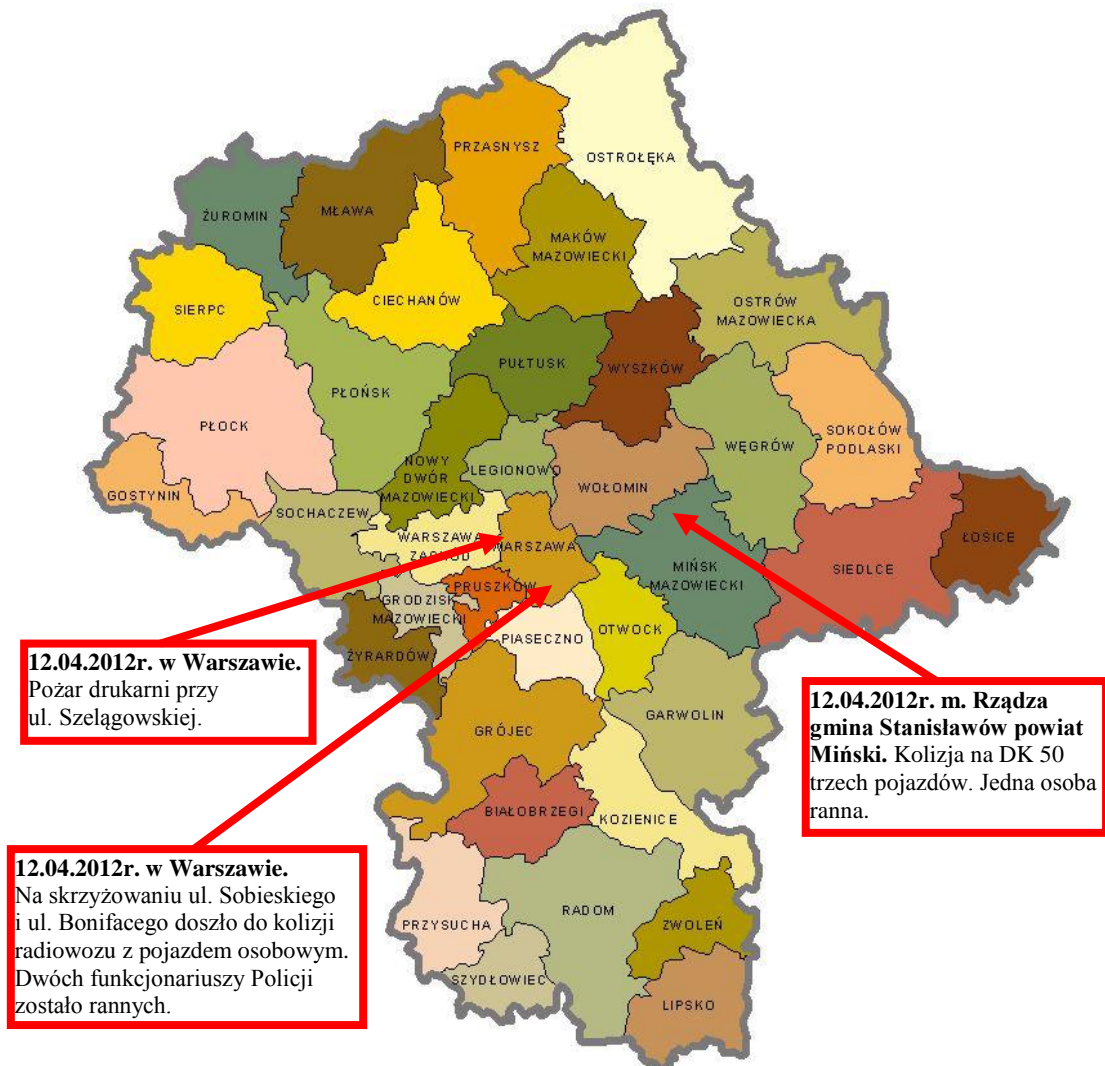 PRZASNYSZ
OSTROŁĘKA
ŻUROMIN
MŁAWA
MAKÓW
MAZOWIECKI
CIECHANÓW
SIERPC
OSTRÓW
MAZOWIECKA
PUŁTUSK
WYSZKÓW
PŁOŃSK
PŁOCK
SOKOŁÓW
PODLASKI
WĘGRÓW
NOWY
DWÓR
MAZOWIECKI
LEGIONOWO
WOŁOMIN
GOSTYNIN
SOCHACZEW
WARSZAWA
ZACHÓD
WARSZAWA
ŁOSICE
SIEDLCE
MIŃSK
MAZOWIECKI
PRUSZKÓW
GRODZISK
MAZOWIECKI
PIASECZNO
OTWOCK
ŻYRARDÓW
12.04.2012r. w Warszawie.
Pożar drukarni przy
ul. Szelągowskiej.
12.04.2012r. m. Rządza
gmina Stanisławów powiat
Miński. Kolizja na DK 50
trzech pojazdów. Jedna osoba
ranna.
GARWOLIN
GRÓJEC
BIAŁOBRZEGI
KOZIENICE
12.04.2012r. w Warszawie.
Na skrzyżowaniu ul. Sobieskiego
i ul. Bonifacego doszło do kolizji
radiowozu z pojazdem osobowym.
Dwóch funkcjonariuszy Policji
zostało rannych.
PRZYSUCHA
RADOM
ZWOLEŃ
SZYDŁOWIEC
LIPSKO